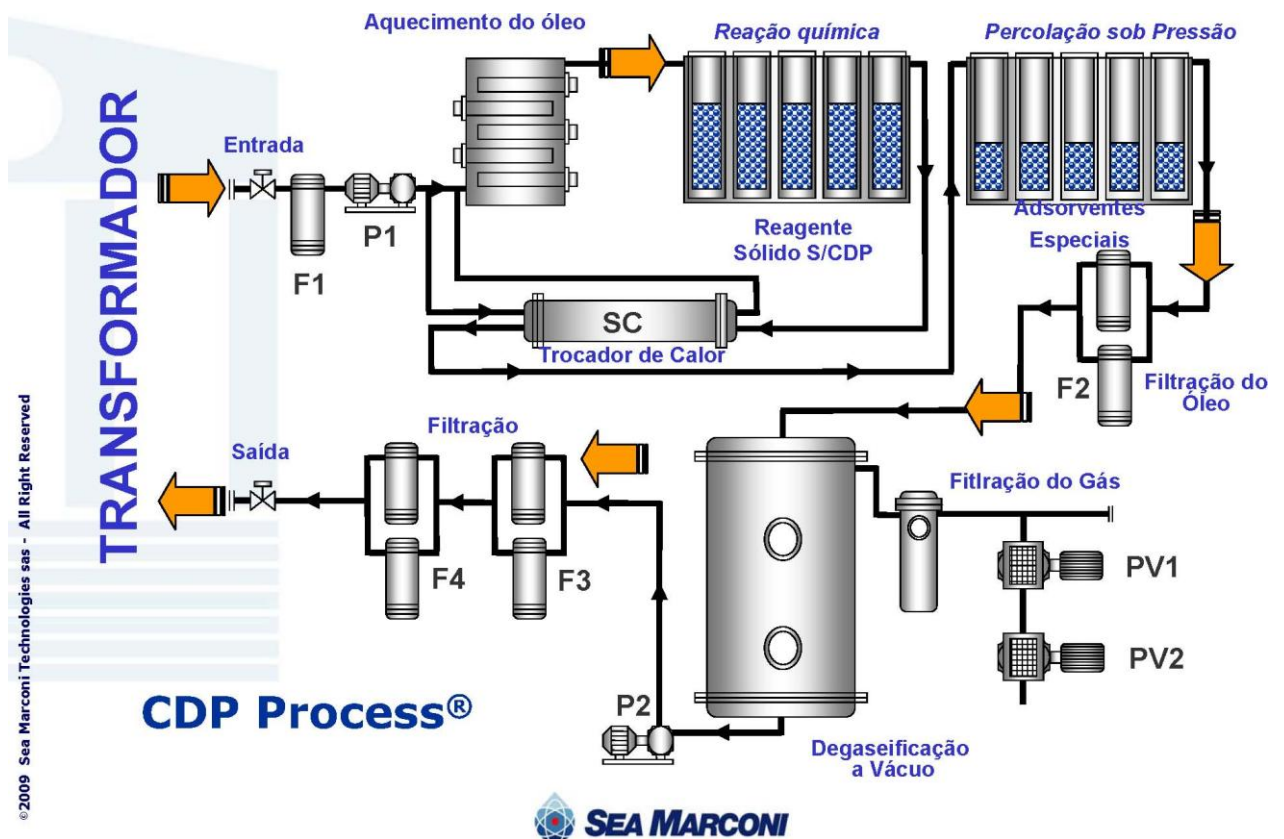 Aquecimento do óleo
Reação química
Percolação sob Pressão
TRANSFORMADOR
Entrada
F1
P1
Reagente
Sólido S/CDP
Adsorventes
Especiais
SC
Trocador de Calor
F2
Filtração do
Óleo
Saída
Filtração
F4
F3
Fitlração do Gás
PV1
PV2
P2
Degaseificação
a Vácuo
CDP Process®
©2009 Sea Marconi Technologies sas - All Right Reserved
SEA MARCONI